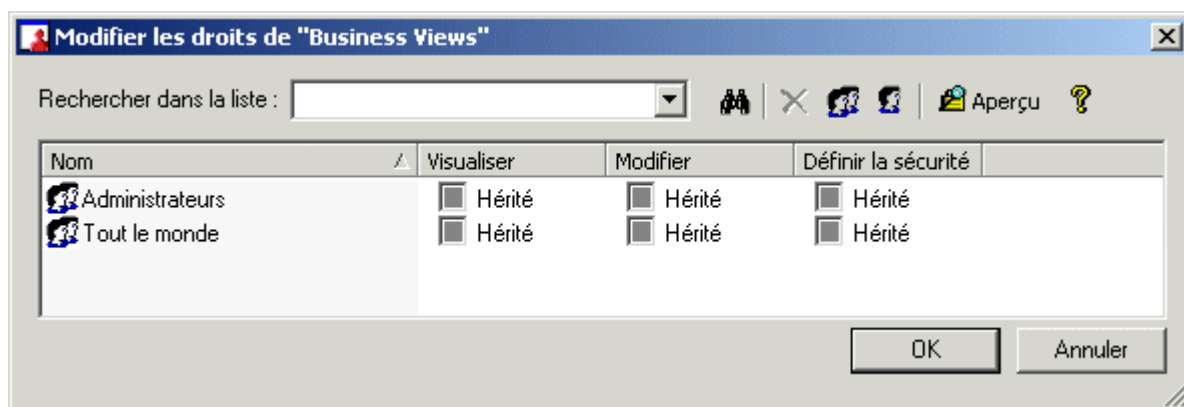 Modifier les droits de "Business Views"
Rechercher dans la liste : Aperçu
Nom Visualiser Modifier Définir la sécurité
Administrateurs Hérité Hérité Hérité
Tout le monde Hérité Hérité Hérité
OK Annuler